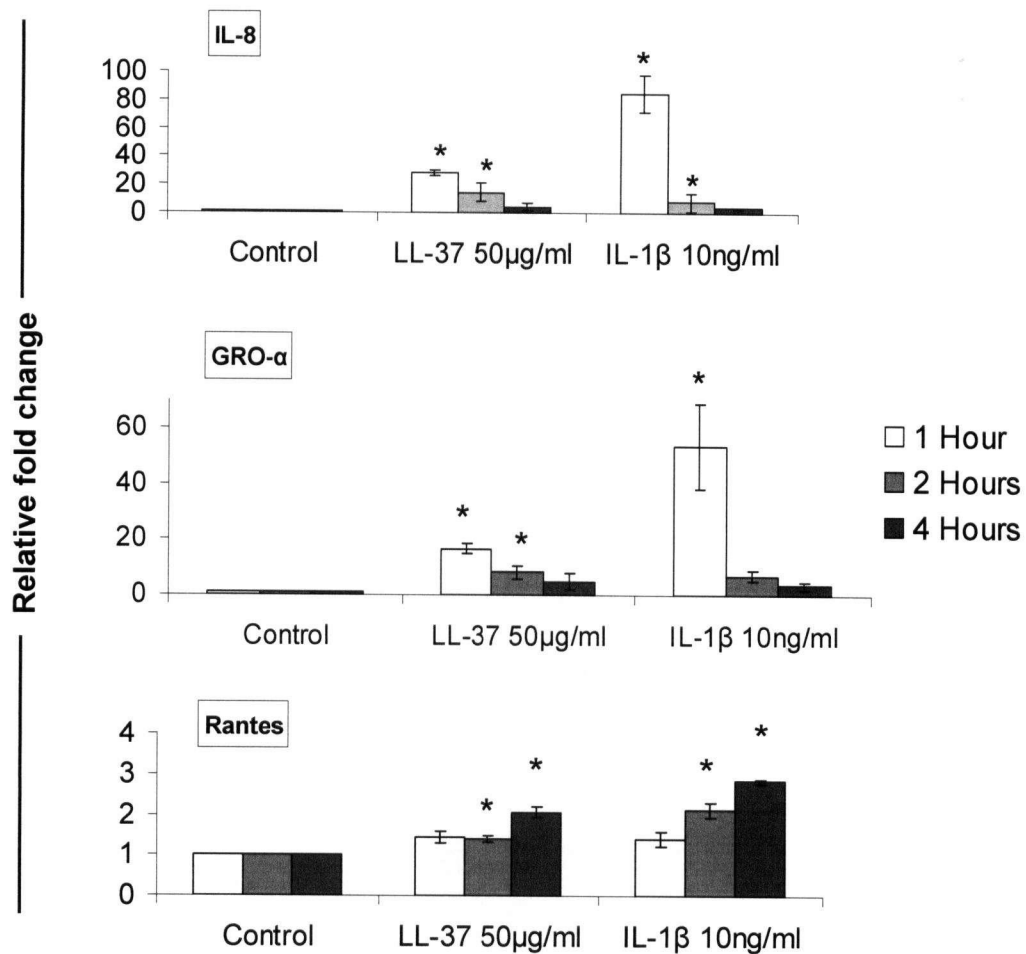 Relative fold change
IL-8
100
80
60
40
20
0
* * * *
Control LL-37 50µg/ml IL-1β 10ng/ml
GRO-α
60
40
20
0
* * *
Control LL-37 50µg/ml IL-1β 10ng/ml
1 Hour
2 Hours
4 Hours
Rantes
4
3
2
1
0
* * * *
Control LL-37 50µg/ml IL-1β 10ng/ml